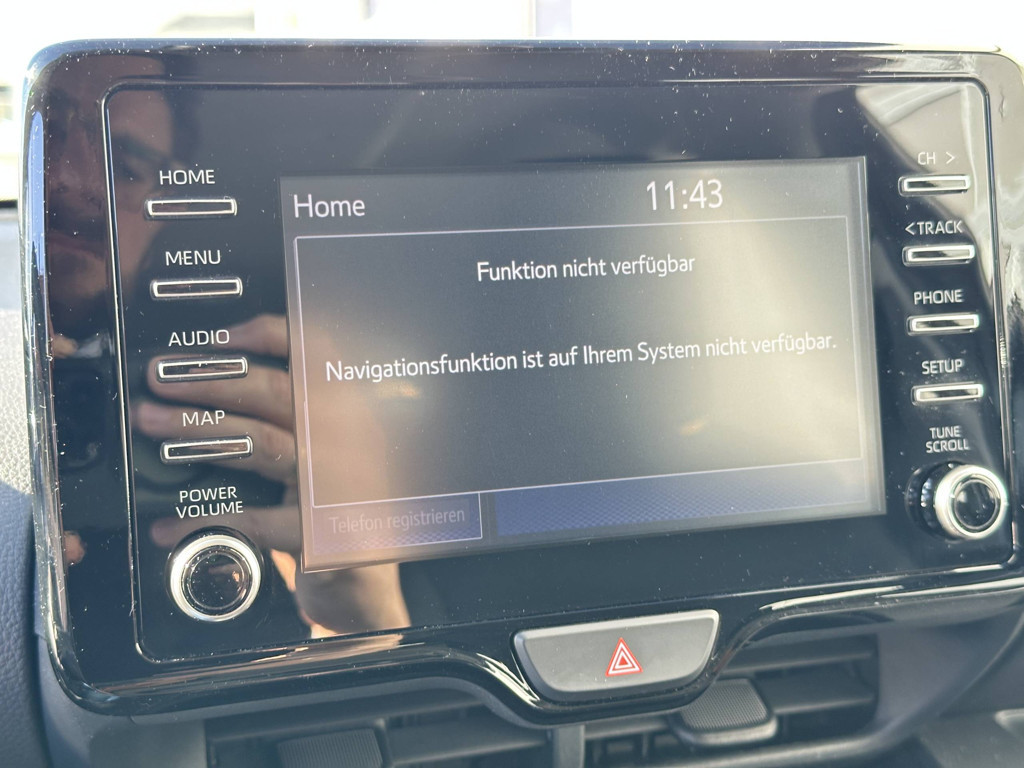 HOME
MENU
AUDIO
MAP
POWER
VOLUME
Home 11:43
Funktion nicht verfügbar
Navigationsfunktion ist auf Ihrem System nicht verfügbar.
Telefon registrieren
CH >
< TRACK
PHONE
SETUP
TUNE
SCROLL